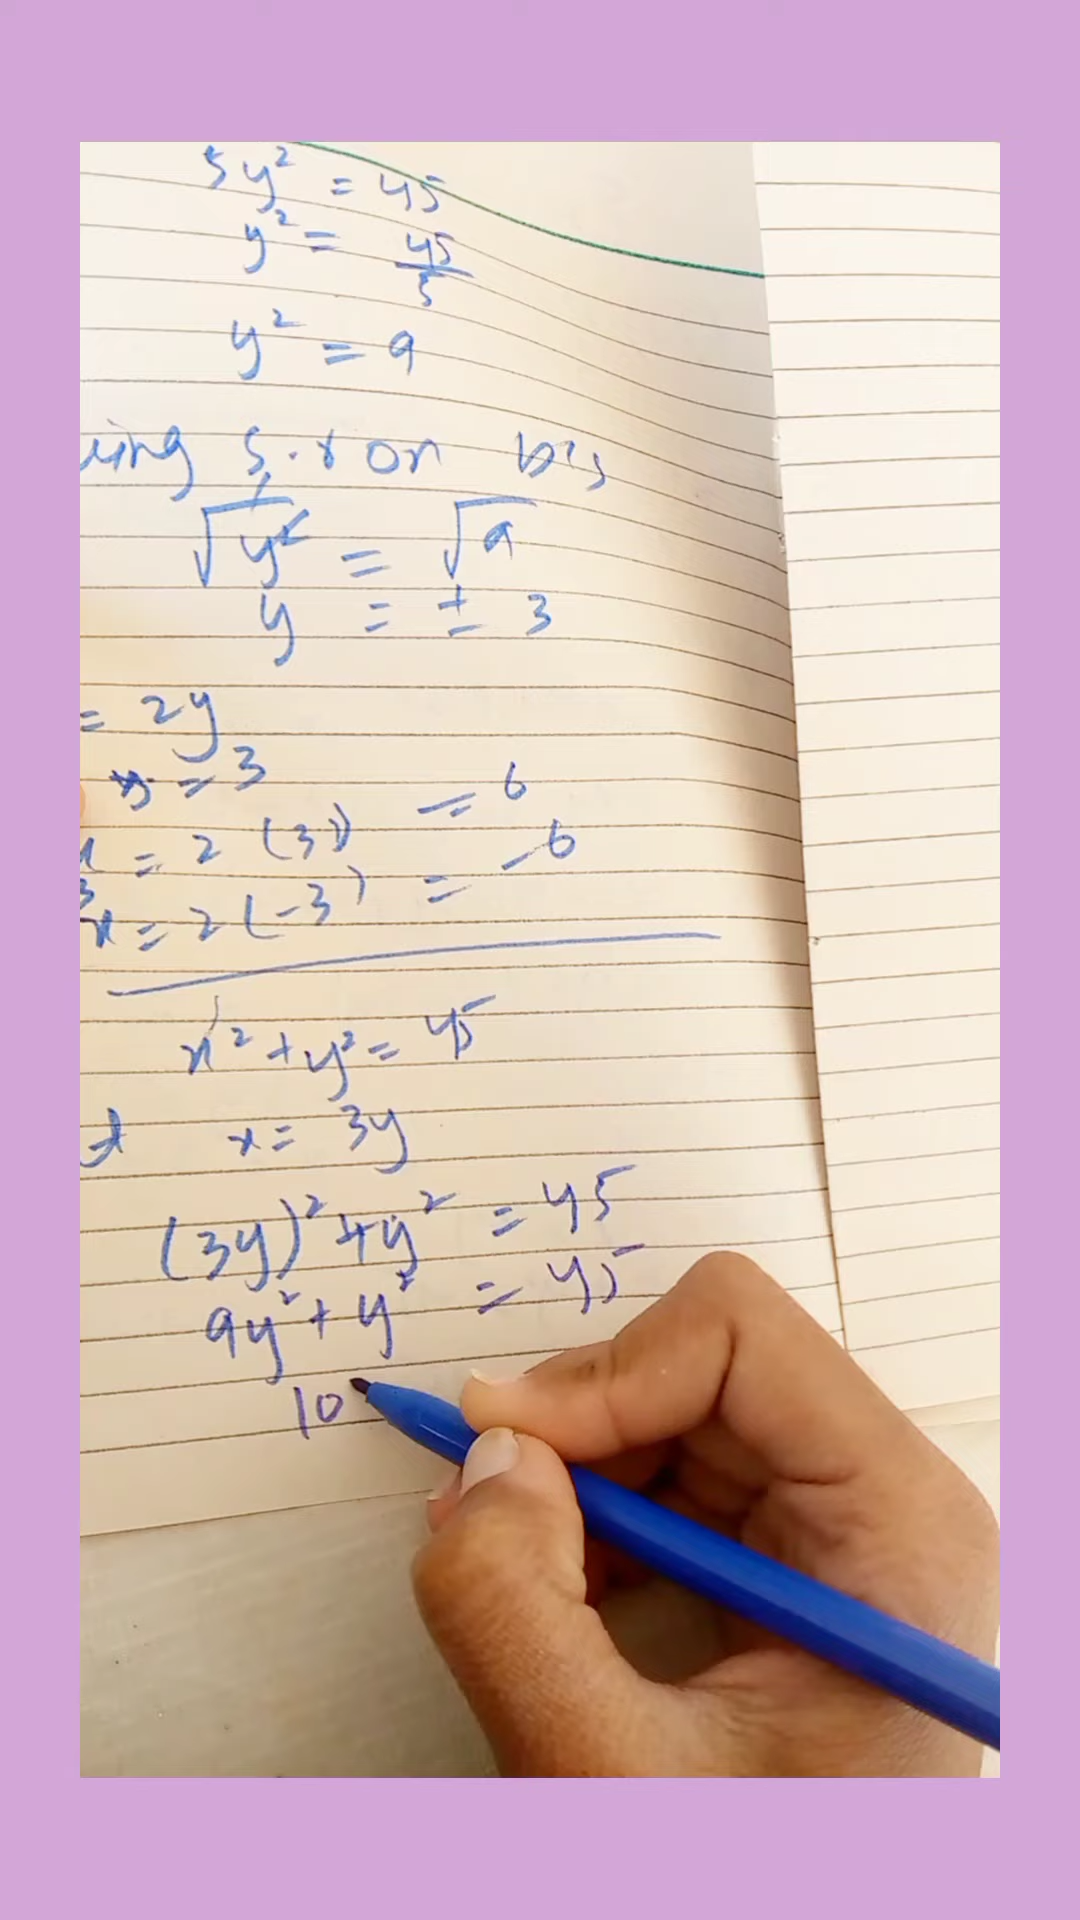 5y² = 45
y² = 45/5
y² = 9
s.r on b.s
√y² = √9
y = ± 3
= 2y
y = 3
x = 2 (3) = 6
x = 2 (-3) = -6
x² + y² = 45
x = 3y
(3y)² + y² = 45
9y² + y² = 45
10